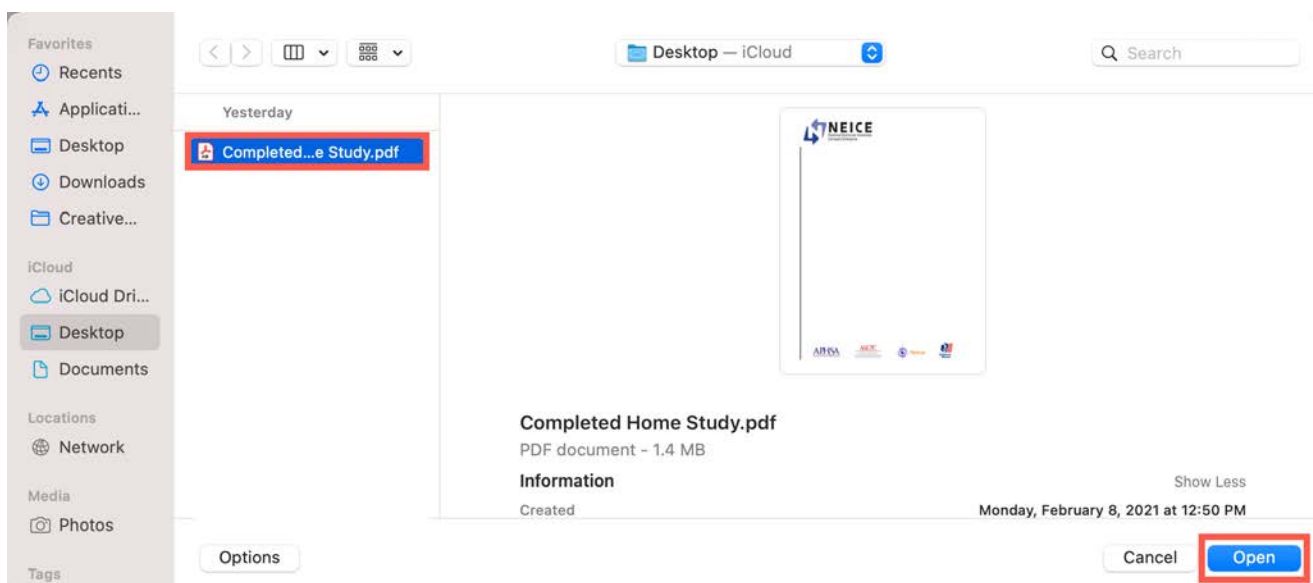 Favorites
Recents
Applicati...
Desktop
Downloads
Creative...
iCloud
iCloud Dri...
Desktop
Documents
Locations
Network
Media
Photos
Tags
Desktop — iCloud
Search
Yesterday
Completed...e Study.pdf
NEICE
APHSA
Completed Home Study.pdf
PDF document - 1.4 MB
Information
Show Less
Created
Monday, February 8, 2021 at 12:50 PM
Options
Cancel
Open